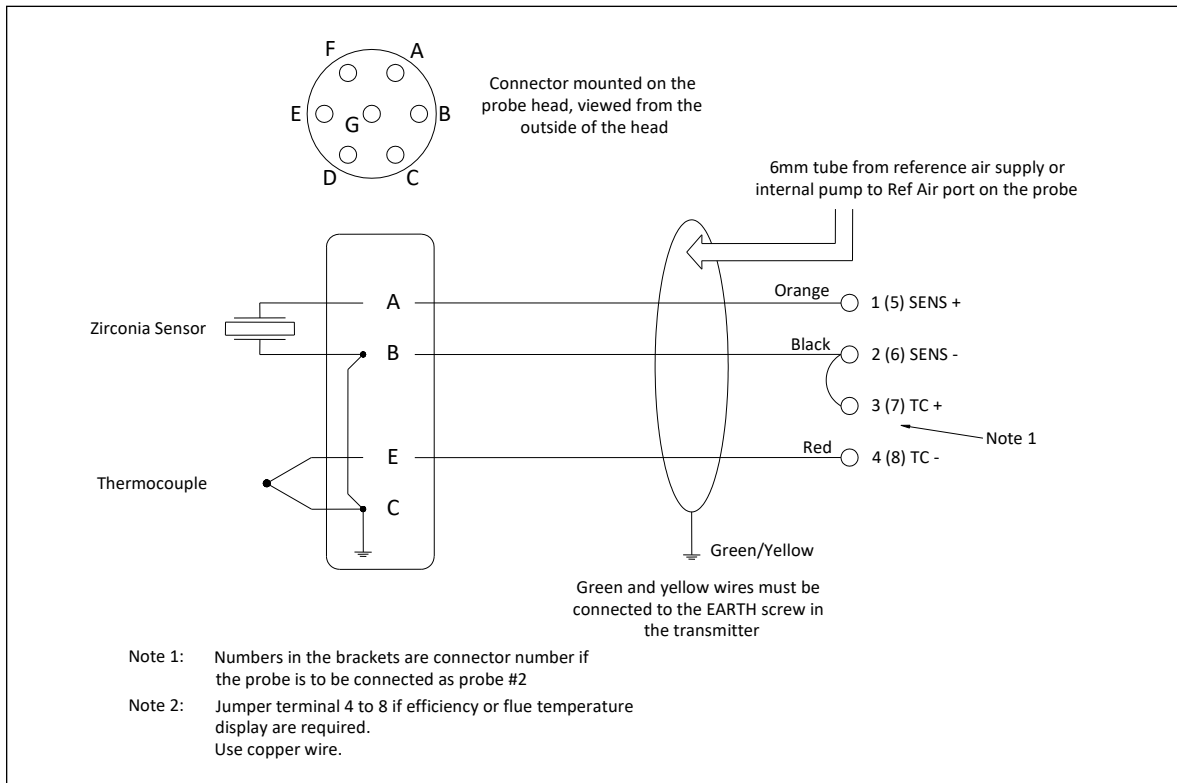 F
A
E
G
B
D
C
Connector mounted on the
probe head, viewed from the
outside of the head
6mm tube from reference air supply or
internal pump to Ref Air port on the probe
Zirconia Sensor
A
Orange
1 (5) SENS +
B
Black
2 (6) SENS -
3 (7) TC +
Note 1
Thermocouple
E
Red
4 (8) TC -
C
Green/Yellow
Green and yellow wires must be
connected to the EARTH screw in
the transmitter
Note 1: Numbers in the brackets are connector number if
the probe is to be connected as probe #2
Note 2: Jumper terminal 4 to 8 if efficiency or flue temperature
display are required.
Use copper wire.